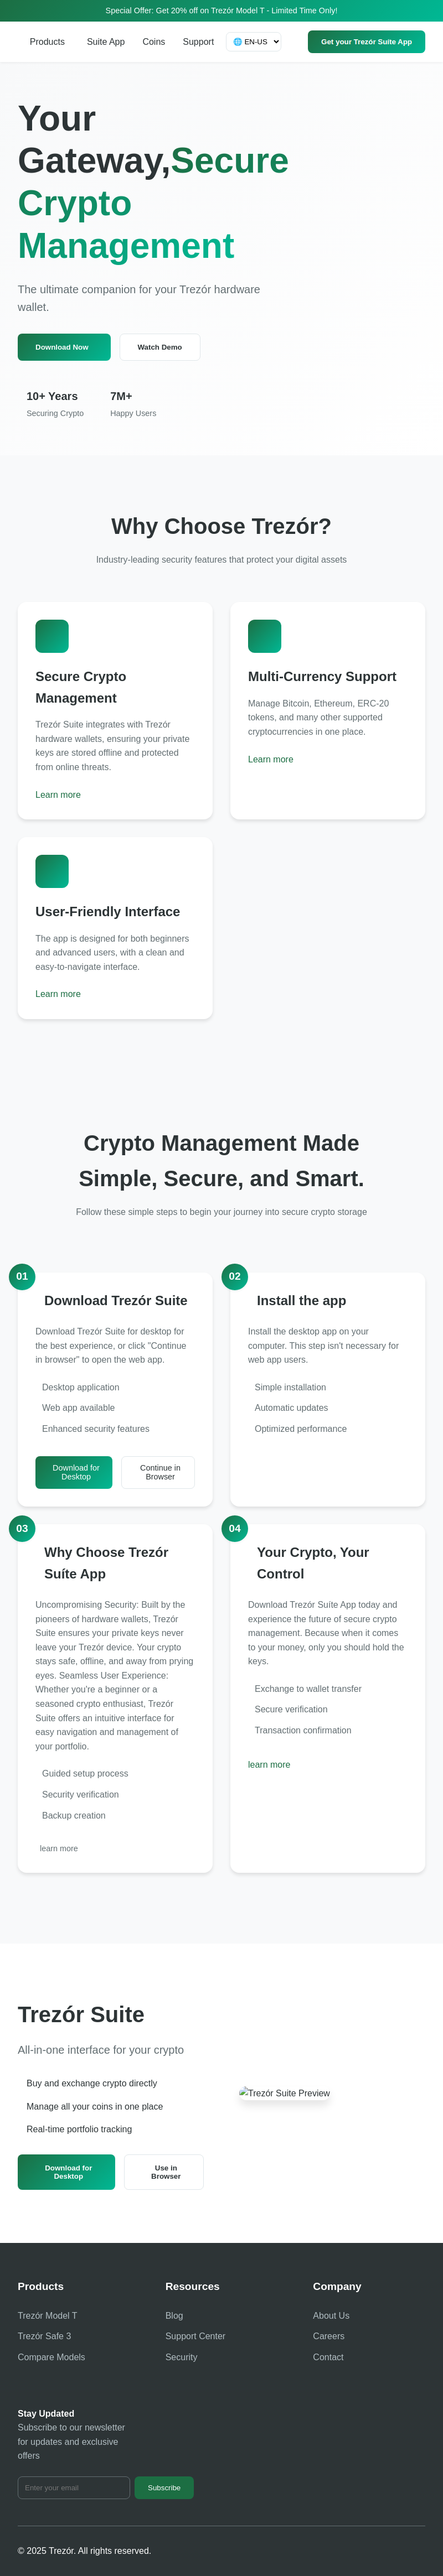 Special Offer: Get 20% off on Trezór Model T - Limited Time Only!
Products
Suite App
Coins
Support
🌐 EN-US
Get your Trezór Suite App
Your
Gateway,Secure
Crypto
Management
The ultimate companion for your Trezór hardware
wallet.
Download Now
Watch Demo
10+ Years
7M+
Securing Crypto
Happy Users
Why Choose Trezór?
Industry-leading security features that protect your digital assets
Secure Crypto
Management
Trezór Suite integrates with Trezór
hardware wallets, ensuring your private
keys are stored offline and protected
from online threats.
Learn more
Multi-Currency Support
Manage Bitcoin, Ethereum, ERC-20
tokens, and many other supported
cryptocurrencies in one place.
Learn more
User-Friendly Interface
The app is designed for both beginners
and advanced users, with a clean and
easy-to-navigate interface.
Learn more
Crypto Management Made
Simple, Secure, and Smart.
Follow these simple steps to begin your journey into secure crypto storage
01
Download Trezór Suite
Download Trezór Suite for desktop for
the best experience, or click "Continue
in browser" to open the web app.
Desktop application
Web app available
Enhanced security features
Download for
Desktop
Continue in
Browser
02
Install the app
Install the desktop app on your
computer. This step isn't necessary for
web app users.
Simple installation
Automatic updates
Optimized performance
03
Why Choose Trezór
Suíte App
Uncompromising Security: Built by the
pioneers of hardware wallets, Trezór
Suite ensures your private keys never
leave your Trezór device. Your crypto
stays safe, offline, and away from prying
eyes. Seamless User Experience:
Whether you're a beginner or a
seasoned crypto enthusiast, Trezór
Suite offers an intuitive interface for
easy navigation and management of
your portfolio.
Guided setup process
Security verification
Backup creation
learn more
04
Your Crypto, Your
Control
Download Trezór Suíte App today and
experience the future of secure crypto
management. Because when it comes
to your money, only you should hold the
keys.
Exchange to wallet transfer
Secure verification
Transaction confirmation
learn more
Trezór Suite
All-in-one interface for your crypto
Buy and exchange crypto directly
Manage all your coins in one place
Real-time portfolio tracking
Download for
Desktop
Use in
Browser
Trezór Suite Preview
Products
Trezór Model T
Trezór Safe 3
Compare Models
Resources
Blog
Support Center
Security
Company
About Us
Careers
Contact
Stay Updated
Subscribe to our newsletter
for updates and exclusive
offers
Enter your email
Subscribe
© 2025 Trezór. All rights reserved.